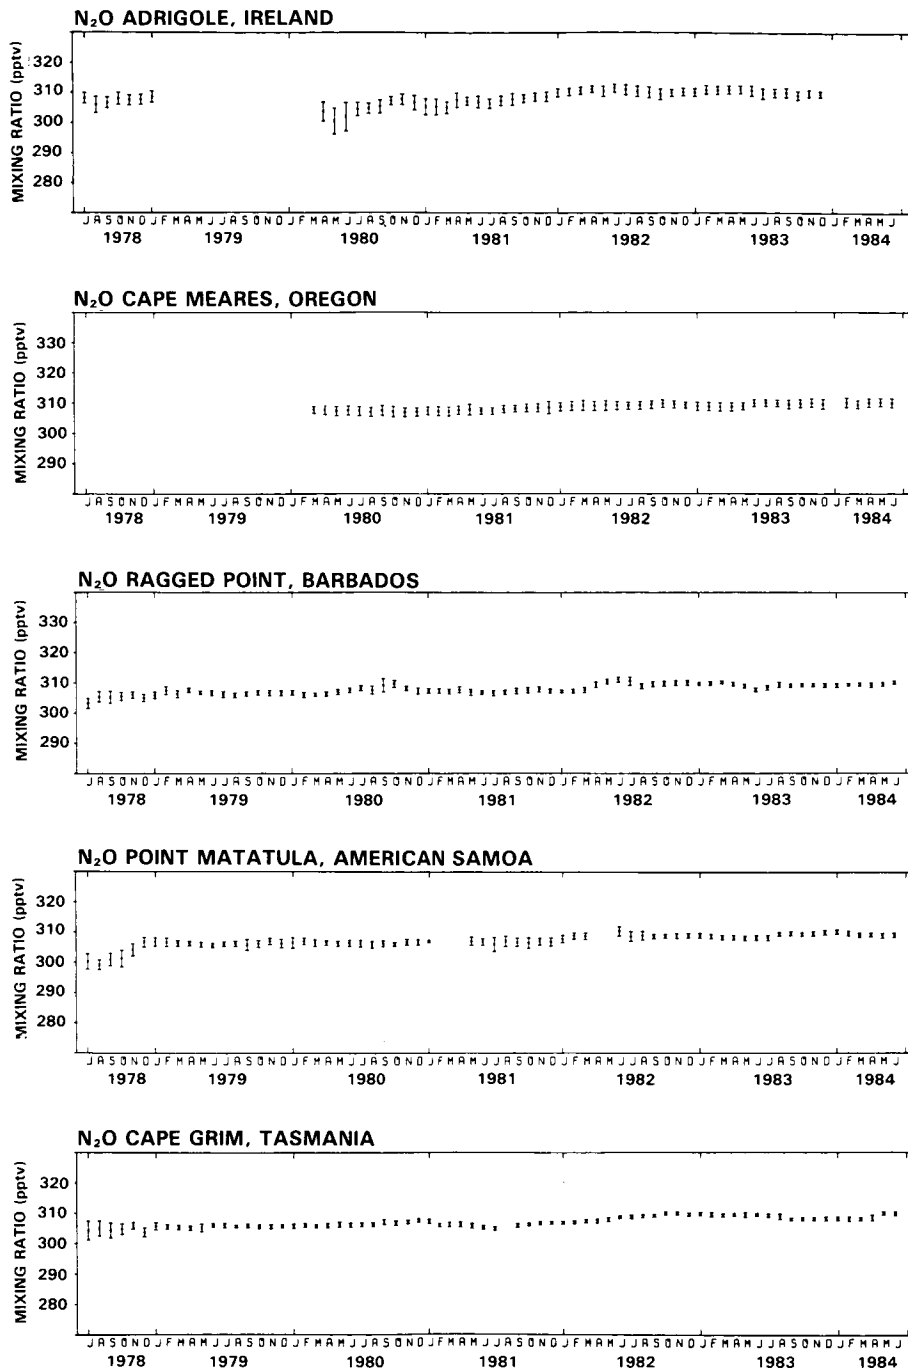 N₂O ADRIGOLE, IRELAND
MIXING RATIO (pptv)
320
310
300
290
280
J A S O N D J F M A M J J A S O N D J F M A M J J A S O N D J F M A M J J A S O N D J F M A M J J A S O N D J F M A M J J A S O N D J F M A M J
1978 1979 1980 1981 1982 1983 1984
N₂O CAPE MEARES, OREGON
MIXING RATIO (pptv)
330
320
310
300
290
J A S O N D J F M A M J J A S O N D J F M A M J J A S O N D J F M A M J J A S O N D J F M A M J J A S O N D J F M A M J J A S O N D J F M A M J
1978 1979 1980 1981 1982 1983 1984
N₂O RAGGED POINT, BARBADOS
MIXING RATIO (pptv)
330
320
310
300
290
J A S O N D J F M A M J J A S O N D J F M A M J J A S O N D J F M A M J J A S O N D J F M A M J J A S O N D J F M A M J J A S O N D J F M A M J
1978 1979 1980 1981 1982 1983 1984
N₂O POINT MATATULA, AMERICAN SAMOA
MIXING RATIO (pptv)
320
310
300
290
280
J A S O N D J F M A M J J A S O N D J F M A M J J A S O N D J F M A M J J A S O N D J F M A M J J A S O N D J F M A M J J A S O N D J F M A M J
1978 1979 1980 1981 1982 1983 1984
N₂O CAPE GRIM, TASMANIA
MIXING RATIO (pptv)
320
310
300
290
280
J A S O N D J F M A M J J A S O N D J F M A M J J A S O N D J F M A M J J A S O N D J F M A M J J A S O N D J F M A M J J A S O N D J F M A M J
1978 1979 1980 1981 1982 1983 1984